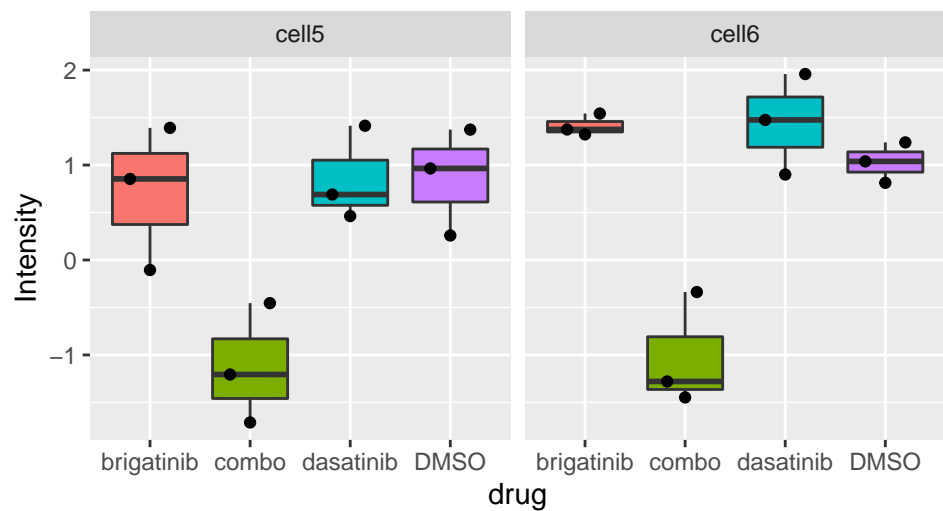 cell5 cell6
2
1
0
−1
Intensity
brigatinib combo dasatinib DMSO brigatinib combo dasatinib DMSO
drug